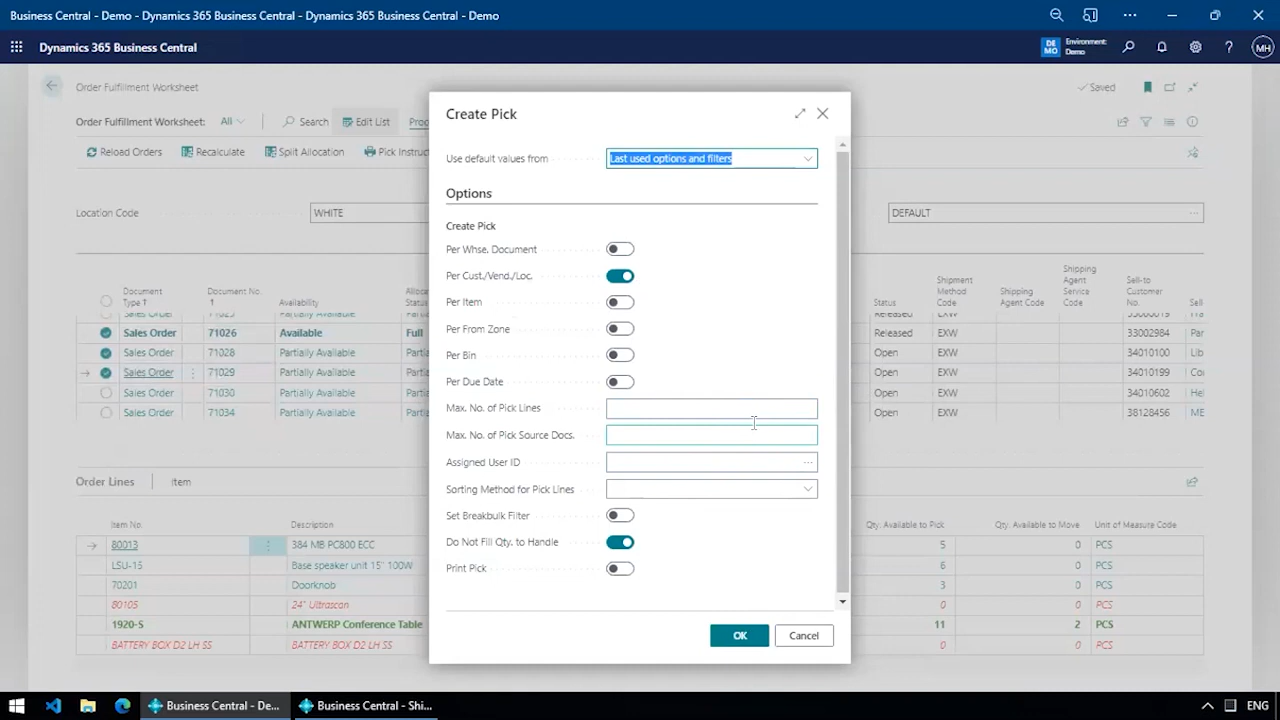 Business Central - Demo - Dynamics 365 Business Central - Dynamics 365 Business Central - Demo
Dynamics 365 Business Central
DE MO
Environment: Demo
MH
Order Fulfillment Worksheet
Saved
Order Fulfillment Worksheet: All Search Edit List
Reload Orders Recalculate Split Allocation Pick
Location Code WHITE DEFAULT
Document Type ↑ Document No. ↑ Availability Status Shipment Method Code Shipping Agent Code Shipping Agent Service Code Sell-to Customer No.
Sales Order 71026 Available Full Released EXW 33002984
Sales Order 71028 Partially Available Open EXW 34010100
Sales Order 71029 Partially Available Open EXW 34010199
Sales Order 71030 Partially Available Open EXW 34010602
Sales Order 71034 Partially Available Open EXW 38128456
Order Lines Item
Item No. Description Qty. Available to Pick Qty. Available to Move Unit of Measure Code
80013 384 MB PC800 ECC 5 0 PCS
LSU-15 Base speaker unit 15" 100W 6 0 PCS
70201 Doorknob 3 0 PCS
80105 24" Ultrascan 0 0 PCS
1920-S ANTWERP Conference Table 11 2 PCS
BATTERY BOX D2 LH SS BATTERY BOX D2 LH SS 0 0 PCS
Create Pick
Use default values from Last used options and filters
Options
Create Pick
Per Whse. Document
Per Cust./Vend./Loc.
Per Item
Per From Zone
Per Bin
Per Due Date
Max. No. of Pick Lines
Max. No. of Pick Source Docs.
Assigned User ID
Sorting Method for Pick Lines
Set Breakbulk Filter
Do Not Fill Qty. to Handle
Print Pick
OK Cancel
Business Central - De... Business Central - Shi... ENG